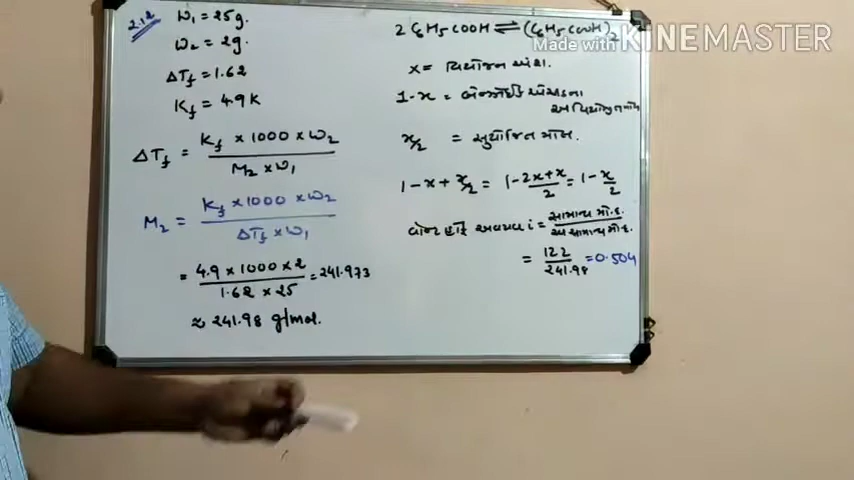 2.12
W₁ = 25g.
W₂ = 2g.
ΔTf = 1.62
Kf = 4.9 K
ΔTf = Kf × 1000 × W₂ / M₂ × W₁
M₂ = Kf × 1000 × W₂ / ΔTf × W₁
= 4.9 × 1000 × 2 / 1.62 × 25 = 241.973
≈ 241.98 g/mol.
2 C6H5COOH ⇌ (C6H5COOH)2
x = વિયોજન અંશ.
1-x = બેન્ઝોઈક એસિડના
x/2 = સુયોજિત મોલ.
1-x+x/2 = 1-2x+x/2 = 1-x/2
વોન્ટ હોફ અવયવ i = સામાન્ય મો.દ. / અસામાન્ય મો.દ.
= 122/241.98 = 0.504
Made with KINEMASTER